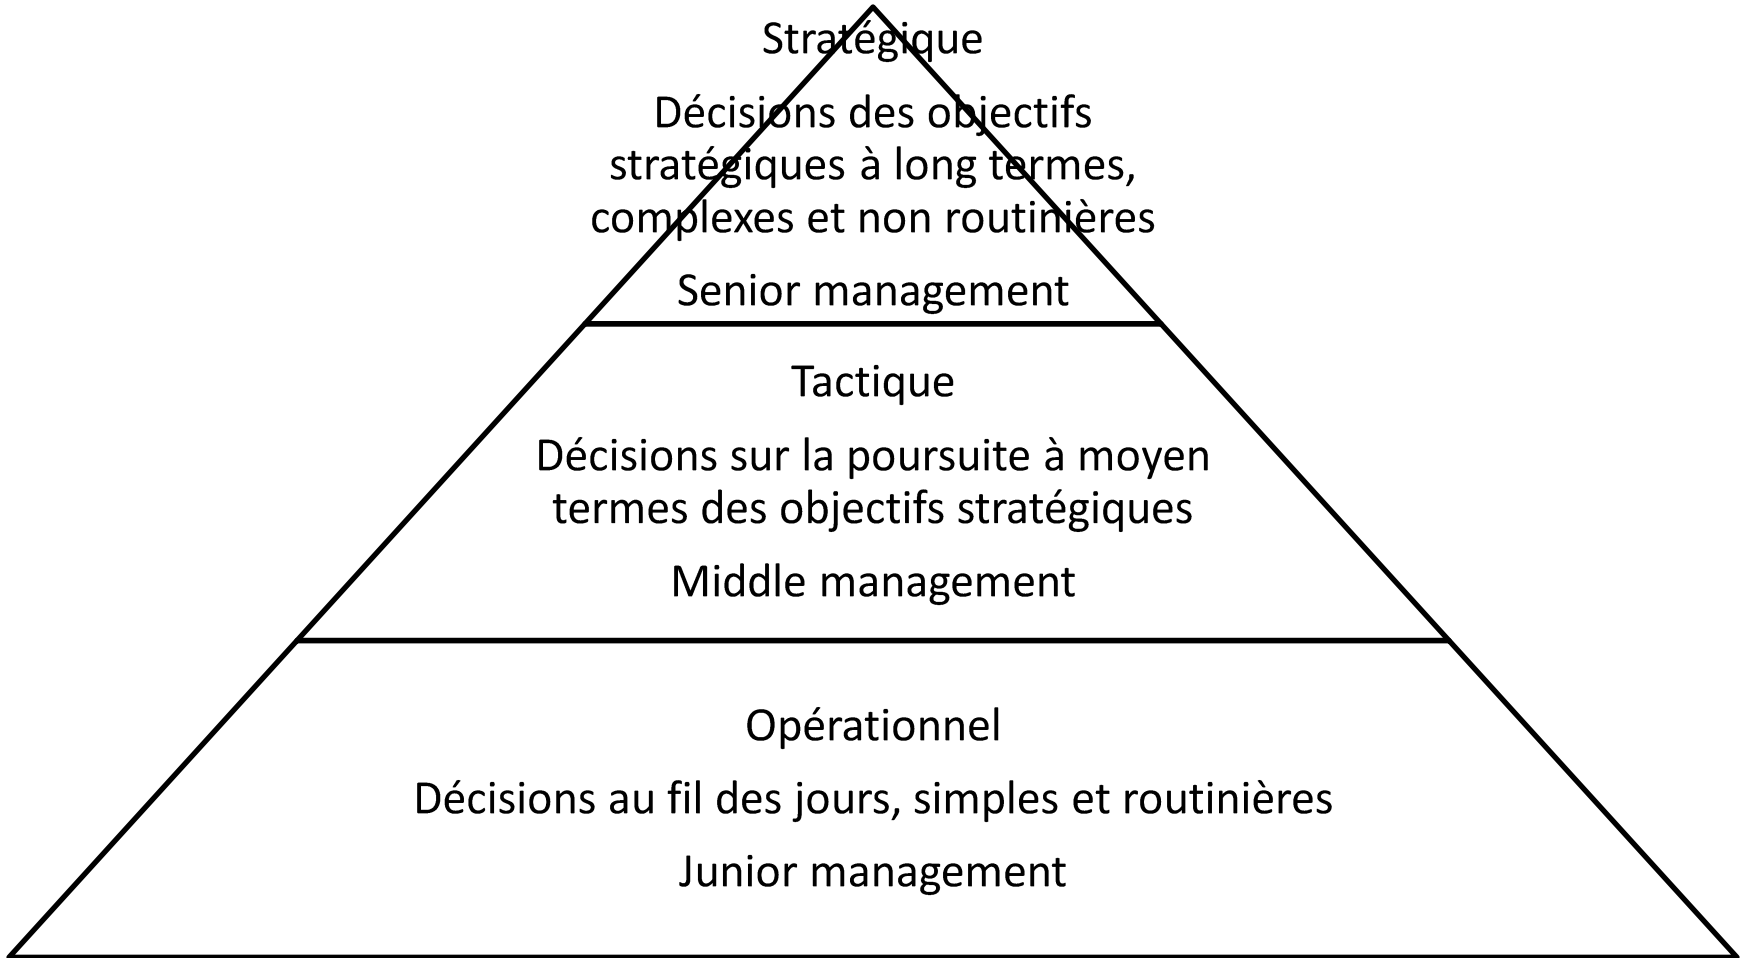 Stratégique
Décisions des objectifs
stratégiques à long termes,
complexes et non routinières
Senior management
Tactique
Décisions sur la poursuite à moyen
termes des objectifs stratégiques
Middle management
Opérationnel
Décisions au fil des jours, simples et routinières
Junior management